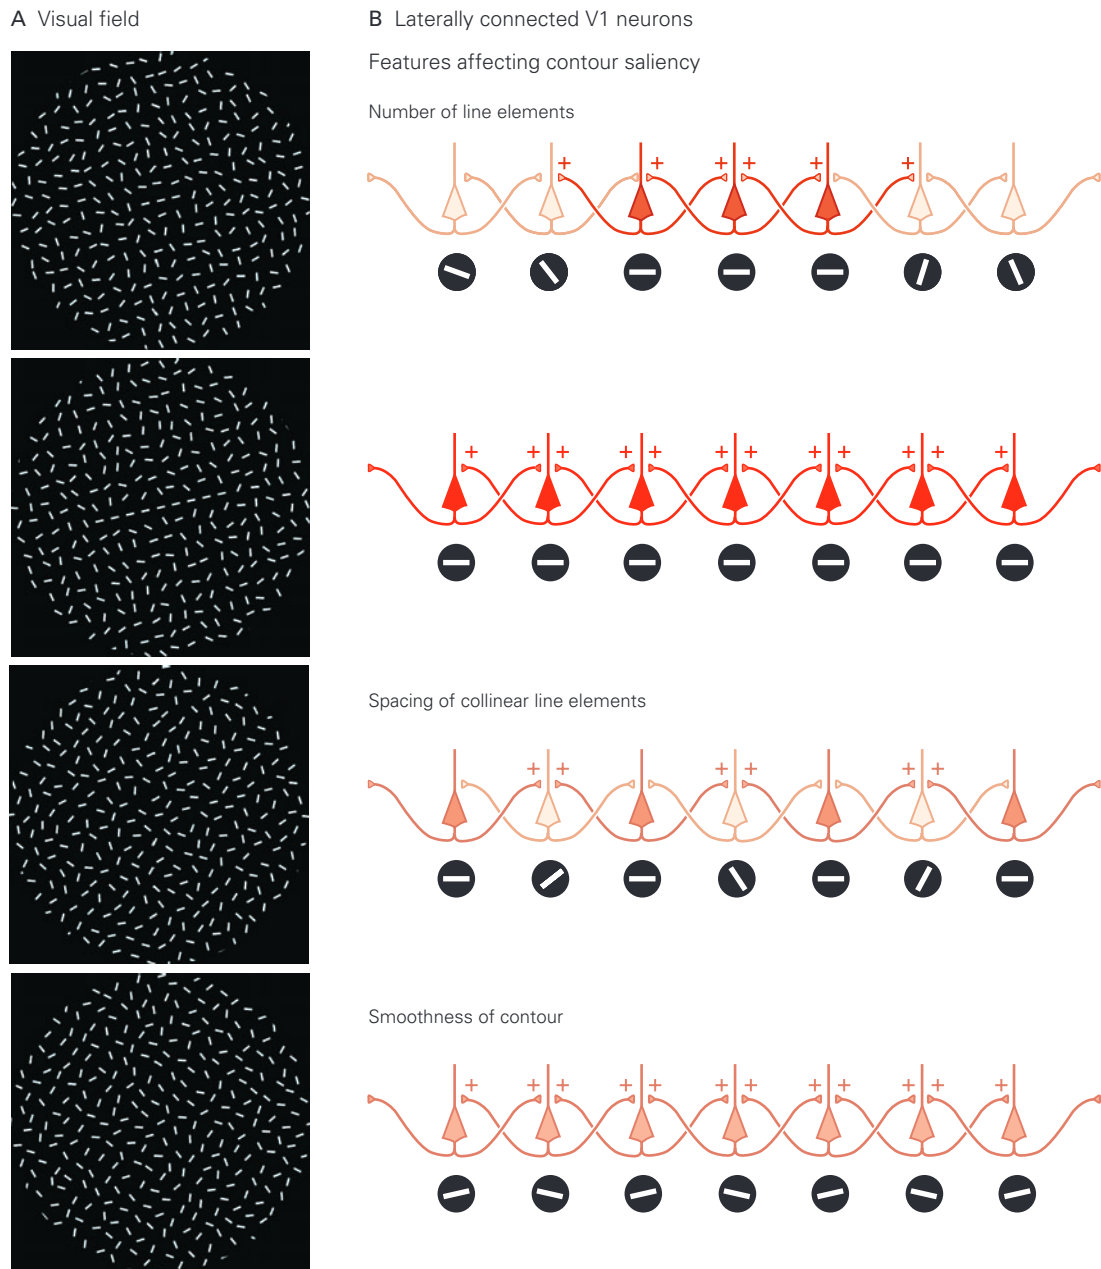 A Visual field
B Laterally connected V1 neurons
Features affecting contour saliency
Number of line elements
+ + + + + +
+ + + + + + + + + + + +
Spacing of collinear line elements
+ + + + + +
Smoothness of contour
+ + + + + + + + + + + +